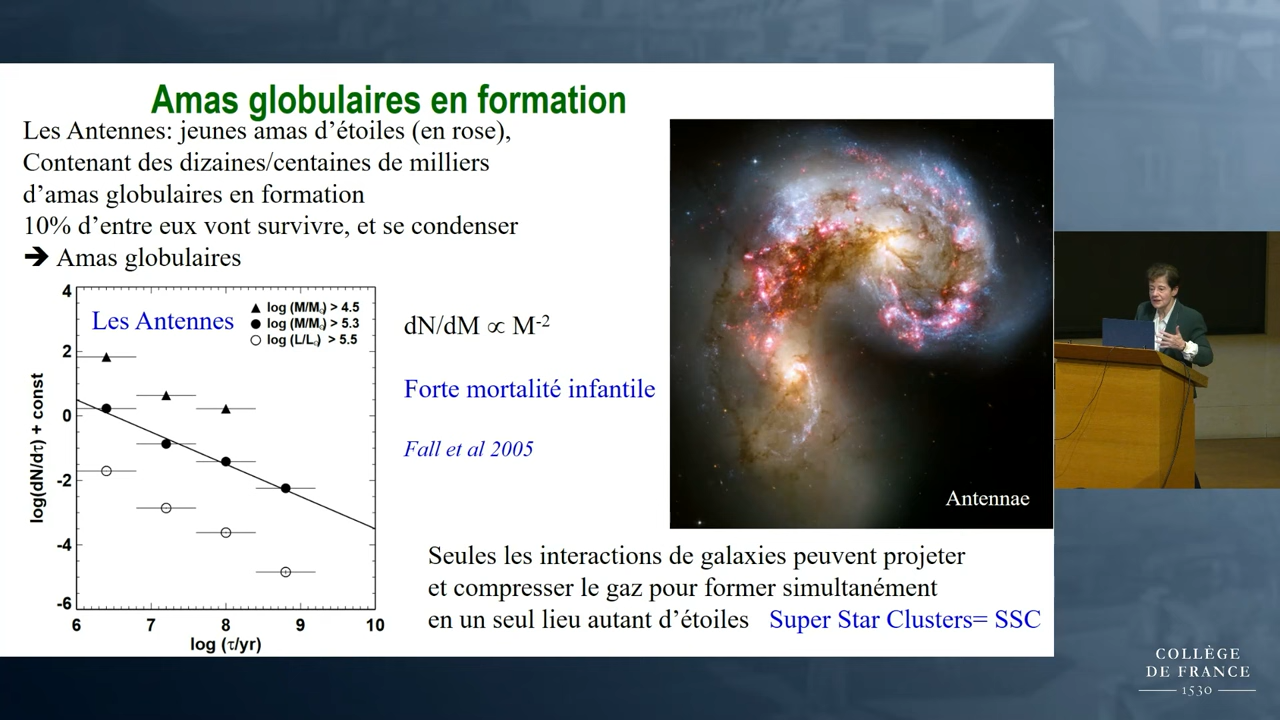 Amas globulaires en formation
Les Antennes: jeunes amas d’étoiles (en rose),
Contenant des dizaines/centaines de milliers
d’amas globulaires en formation
10% d’entre eux vont survivre, et se condenser
➔ Amas globulaires
Les Antennes
▲ log (M/M☉) > 4.5
● log (M/M☉) > 5.3
○ log (L/L☉) > 5.5
4
2
0
-2
-4
-6
log(dN/dτ) + const
6 7 8 9 10
log (τ/yr)
dN/dM ∝ M⁻²
Forte mortalité infantile
Fall et al 2005
Antennae
Seules les interactions de galaxies peuvent projeter
et compresser le gaz pour former simultanément
en un seul lieu autant d’étoiles Super Star Clusters= SSC
COLLÈGE
DE FRANCE
1530